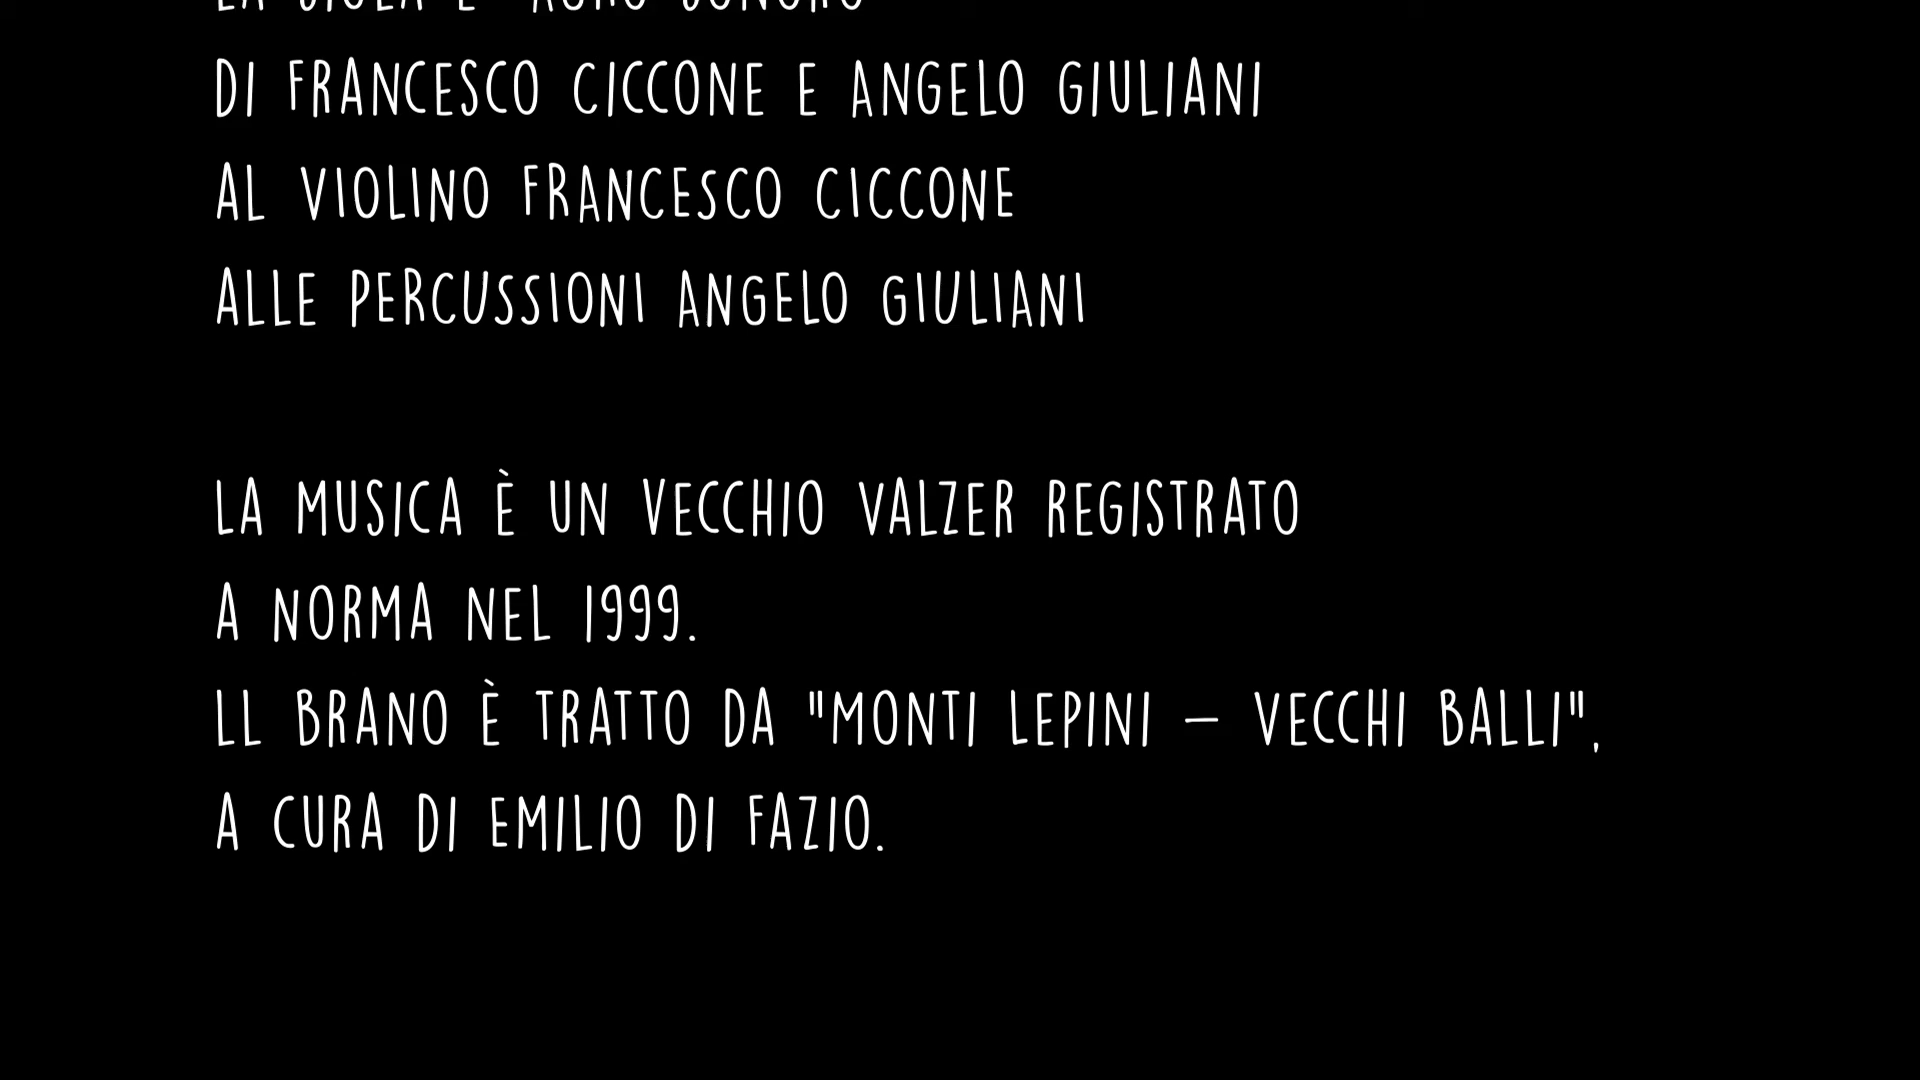 DI FRANCESCO CICCONE E ANGELO GIULIANI
AL VIOLINO FRANCESCO CICCONE
ALLE PERCUSSIONI ANGELO GIULIANI
LA MUSICA È UN VECCHIO VALZER REGISTRATO
A NORMA NEL 1999.
LL BRANO È TRATTO DA "MONTI LEPINI – VECCHI BALLI",
A CURA DI EMILIO DI FAZIO.